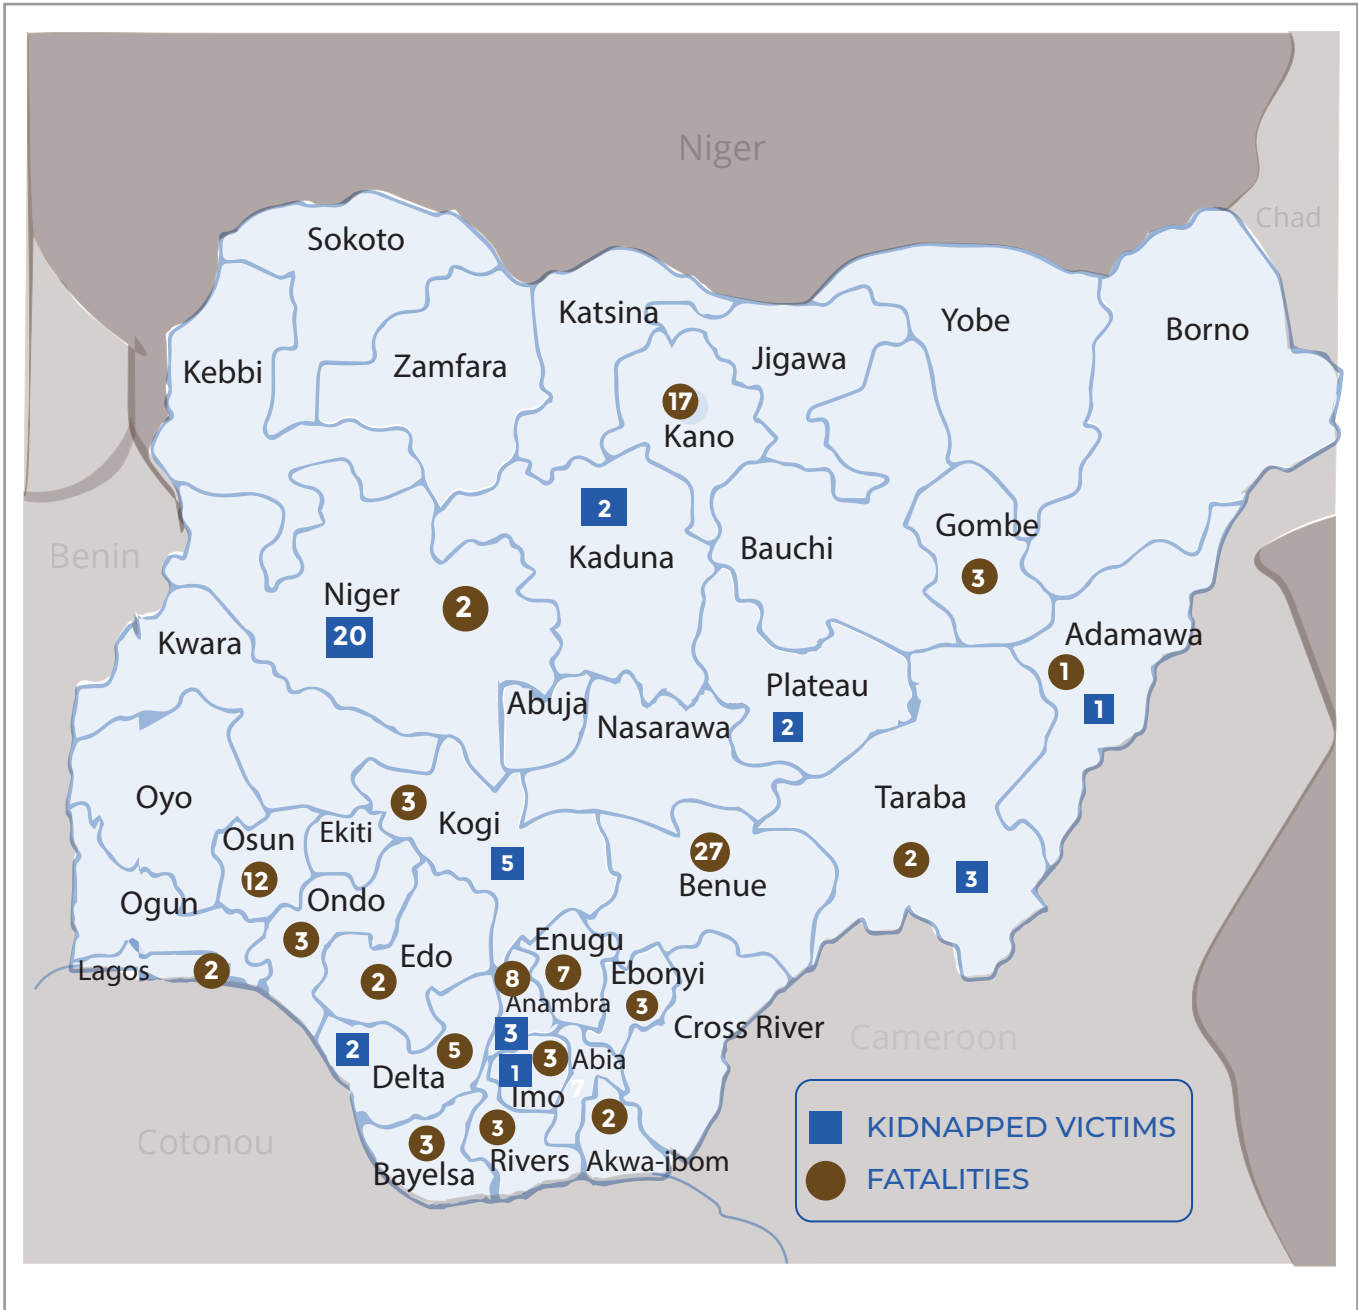 Niger
Chad
Sokoto
Katsina
Yobe
Borno
Kebbi
Zamfara
Jigawa
17
Kano
2
Kaduna
Gombe
3
Bauchi
Benin
Niger
20
2
Kwara
Adamawa
1
1
Abuja
Nasarawa
Plateau
2
Oyo
3
Kogi
5
Taraba
2
3
Osun
12
Ekiti
27
Benue
Ogun
Ondo
3
Lagos
2
Edo
2
Enugu
8
7
Anambra
3
Ebonyi
3
Cross River
Cameroon
2
Delta
5
1
3
Abia
Imo
7
2
Cotonou
3
Bayelsa
3
Rivers
Akwa-ibom
KIDNAPPED VICTIMS
FATALITIES